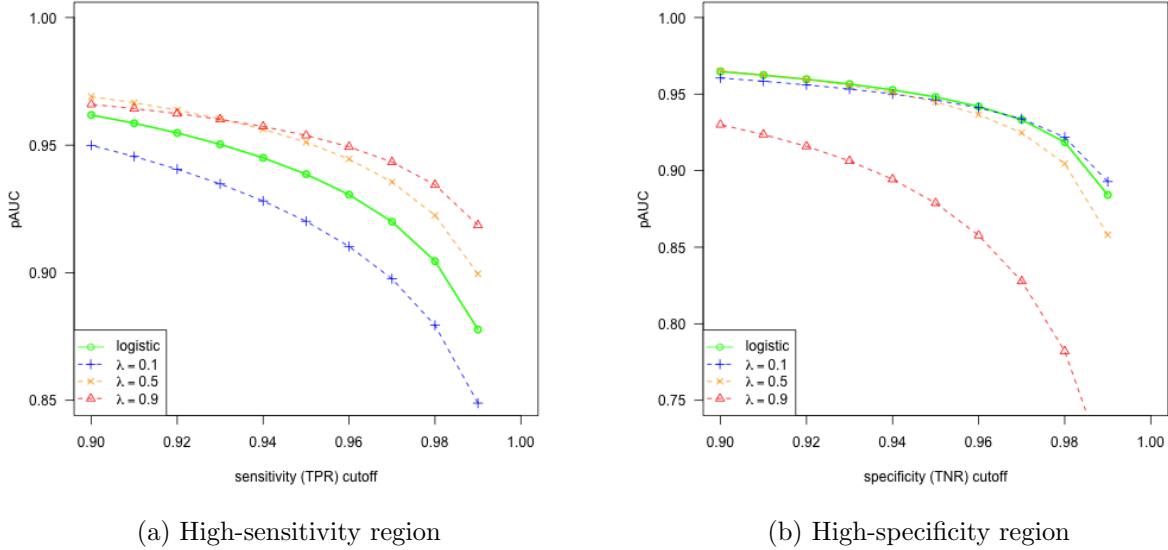 1.00
0.95
0.90
0.85
pAUC
logistic
λ = 0.1
λ = 0.5
λ = 0.9
0.90 0.92 0.94 0.96 0.98 1.00
sensitivity (TPR) cutoff
(a) High-sensitivity region
1.00
0.95
0.90
0.85
0.80
0.75
pAUC
logistic
λ = 0.1
λ = 0.5
λ = 0.9
0.90 0.92 0.94 0.96 0.98 1.00
specificity (TNR) cutoff
(b) High-specificity region